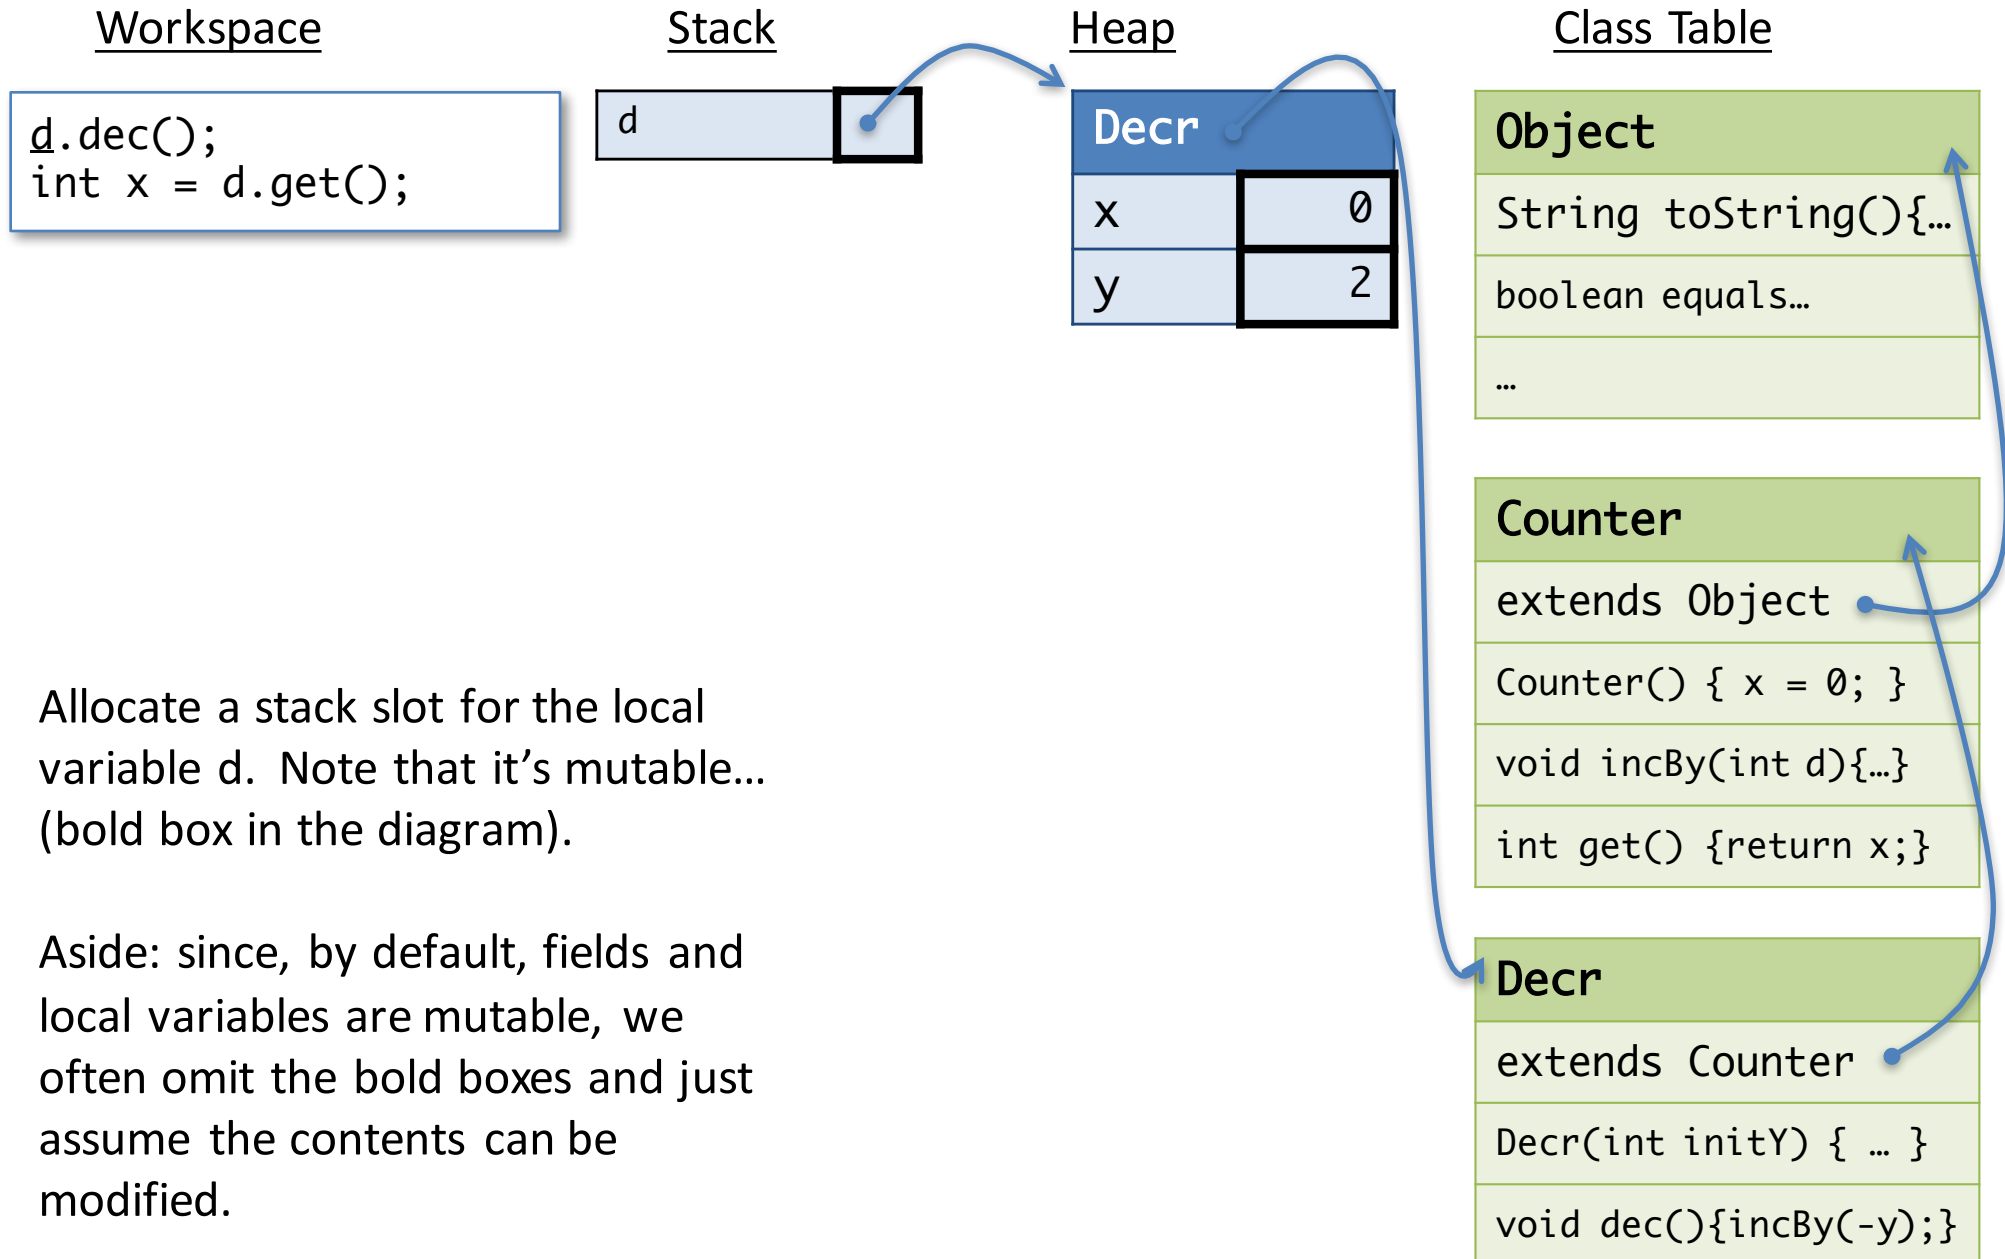 Workspace
Stack
Heap
Class Table
d.dec();
int x = d.get();
d
Decr
x 0
y 2
Object
String toString(){…
boolean equals…
…
Counter
extends Object
Counter() { x = 0; }
void incBy(int d){…}
int get() {return x;}
Decr
extends Counter
Decr(int initY) { … }
void dec(){incBy(-y);}
Allocate a stack slot for the local
variable d. Note that it’s mutable…
(bold box in the diagram).
Aside: since, by default, fields and
local variables are mutable, we
often omit the bold boxes and just
assume the contents can be
modified.